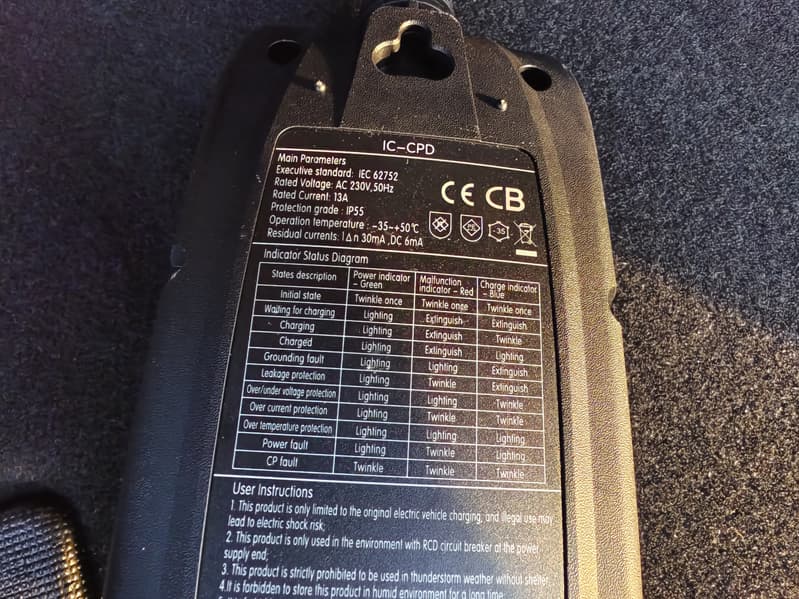 IC-CPD
Main Parameters
Executive standard: IEC 62752
Rated Voltage: AC 230V,50Hz
Rated Current: 13A
Protection grade : IP55
Operation temperature : -35~+50℃
Residual currents: I∆n 30mA ,DC 6mA
CE CB
-35
Indicator Status Diagram
States description Power indicator - Green Malfunction indicator - Red Charge indicator - Blue
Initial state Twinkle once Twinkle once Twinkle once
Waiting for charging Lighting Extinguish Extinguish
Charging Lighting Extinguish Twinkle
Charged Lighting Extinguish Lighting
Grounding fault Lighting Lighting Extinguish
Leakage protection Lighting Twinkle Extinguish
Over/under voltage protection Lighting Lighting Twinkle
Over current protection Lighting Twinkle Twinkle
Over temperature protection Lighting Lighting Lighting
Power fault Lighting Twinkle Lighting
CP fault Twinkle Twinkle Twinkle
User Instructions
1. This product is only limited to the original electric vehicle charging, and illegal use may
lead to electric shock risk;
2. This product is only used in the environment with RCD circuit breaker at the power
supply end;
3. This product is strictly prohibited to be used in thunderstorm weather without shelter.
4.It is forbidden to store this product in humid environment for a long time.